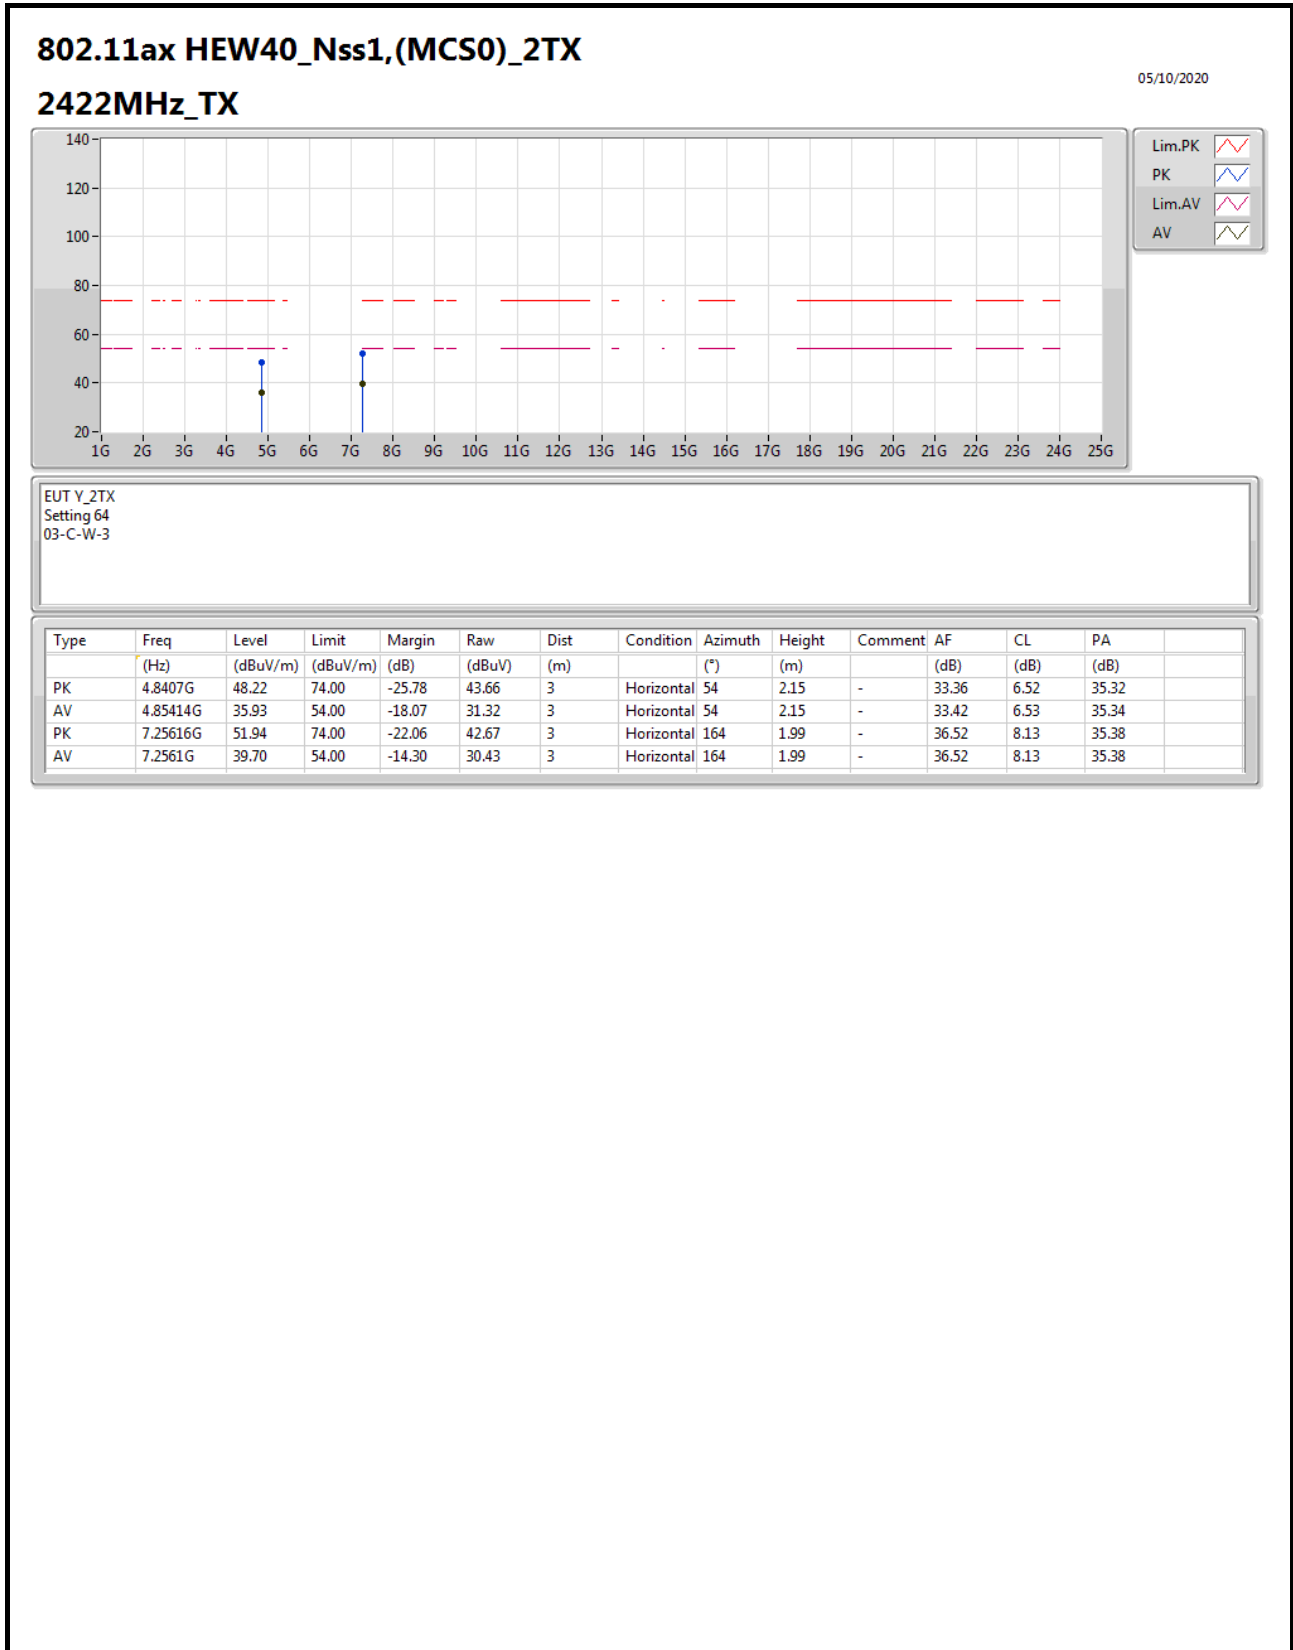 802.11ax HEW40_Nss1,(MCS0)_2TX
05/10/2020
2422MHz_TX
140
120
100
80
60
40
20
1G 2G 3G 4G 5G 6G 7G 8G 9G 10G 11G 12G 13G 14G 15G 16G 17G 18G 19G 20G 21G 22G 23G 24G 25G
Lim.PK
PK
Lim.AV
AV
EUT Y_2TX
Setting 64
03-C-W-3
Type Freq Level Limit Margin Raw Dist Condition Azimuth Height Comment AF CL PA
(Hz) (dBuV/m) (dBuV/m) (dB) (dBuV) (m) (°) (m) (dB) (dB) (dB)
PK 4.8407G 48.22 74.00 -25.78 43.66 3 Horizontal 54 2.15 - 33.36 6.52 35.32
AV 4.85414G 35.93 54.00 -18.07 31.32 3 Horizontal 54 2.15 - 33.42 6.53 35.34
PK 7.25616G 51.94 74.00 -22.06 42.67 3 Horizontal 164 1.99 - 36.52 8.13 35.38
AV 7.2561G 39.70 54.00 -14.30 30.43 3 Horizontal 164 1.99 - 36.52 8.13 35.38